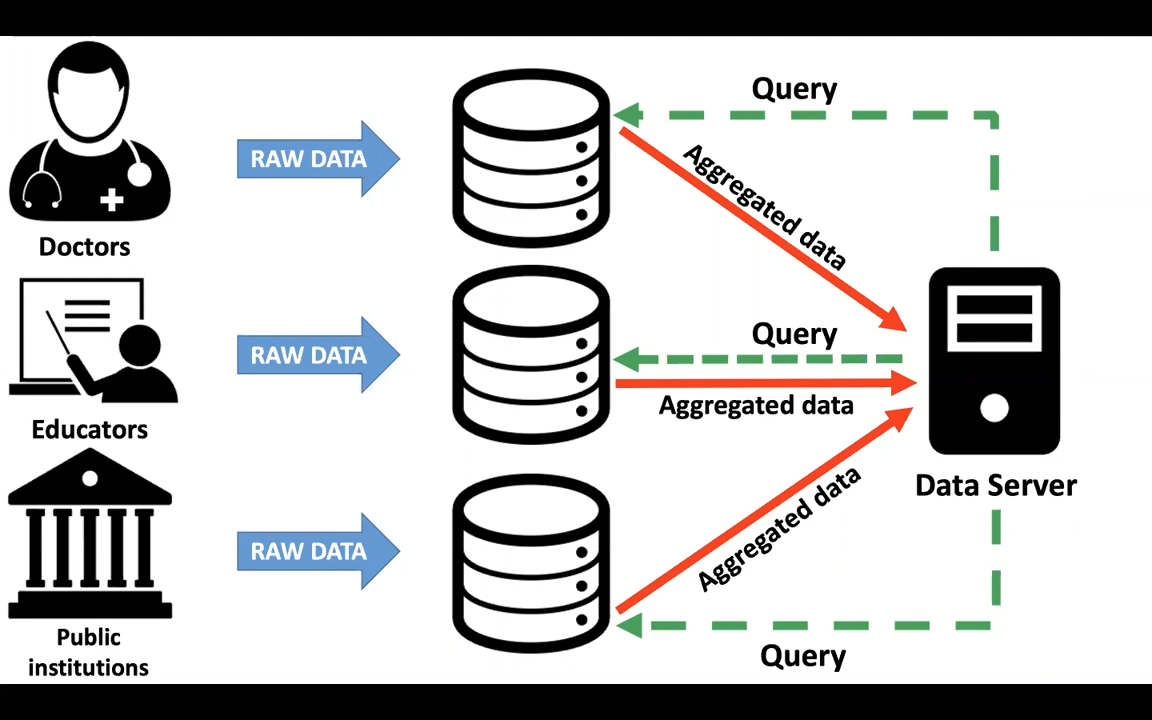 Query
RAW DATA
Aggregated data
Doctors
Query
RAW DATA
Aggregated data
Educators
Data Server
Aggregated data
RAW DATA
Public
institutions
Query